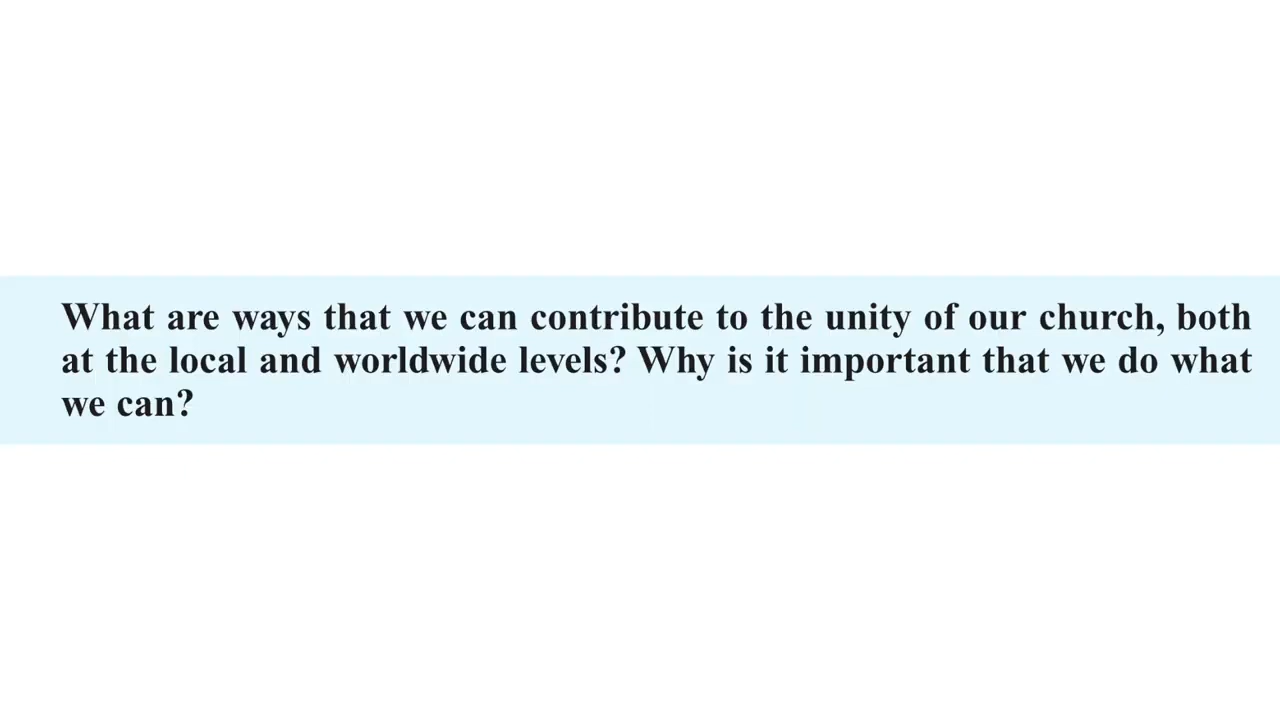 What are ways that we can contribute to the unity of our church, both
at the local and worldwide levels? Why is it important that we do what
we can?